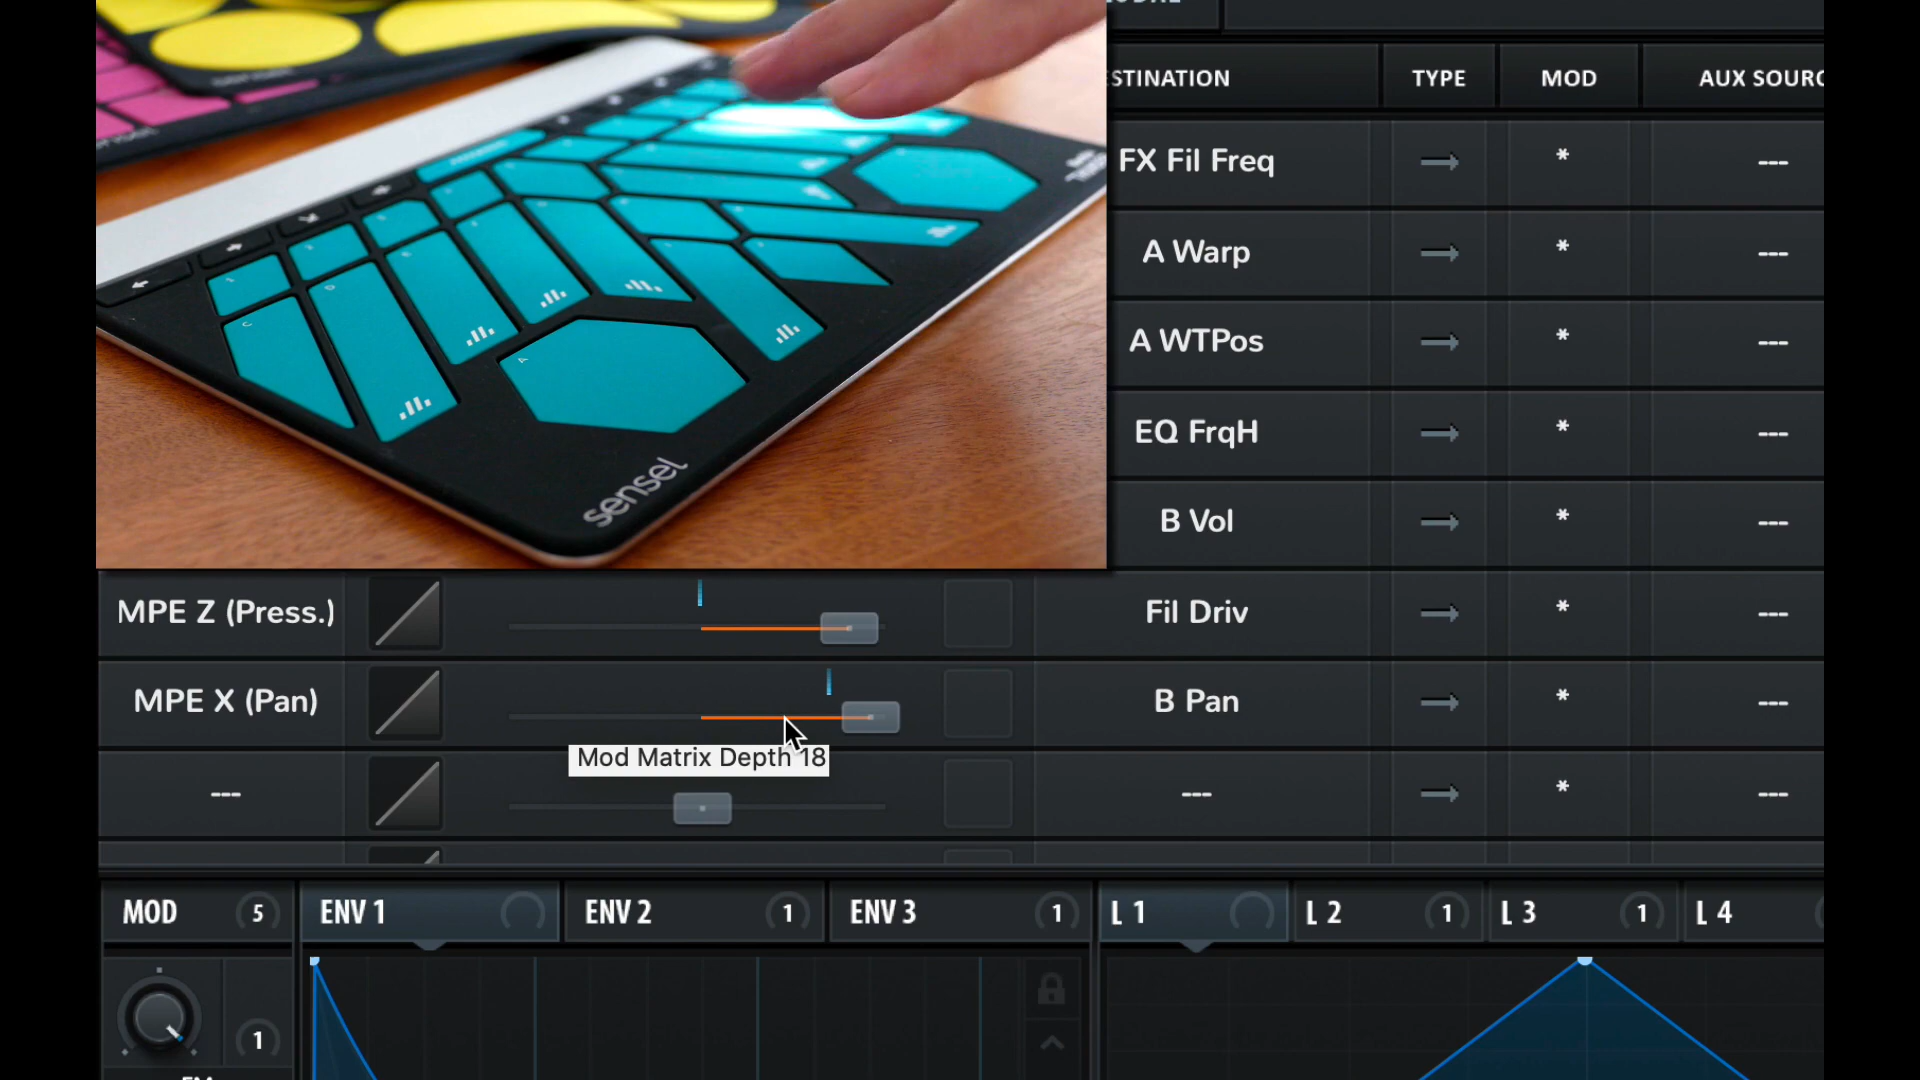 STINATION
TYPE
MOD
AUX SOURC
FX Fil Freq
*
---
A Warp
*
---
A WTPos
*
---
EQ FrqH
*
---
B Vol
*
---
sensel
MPE Z (Press.)
Fil Driv
*
---
MPE X (Pan)
B Pan
*
---
Mod Matrix Depth 18
---
---
*
---
MOD
5
ENV 1
ENV 2
1
ENV 3
1
L 1
L 2
1
L 3
1
L 4
1